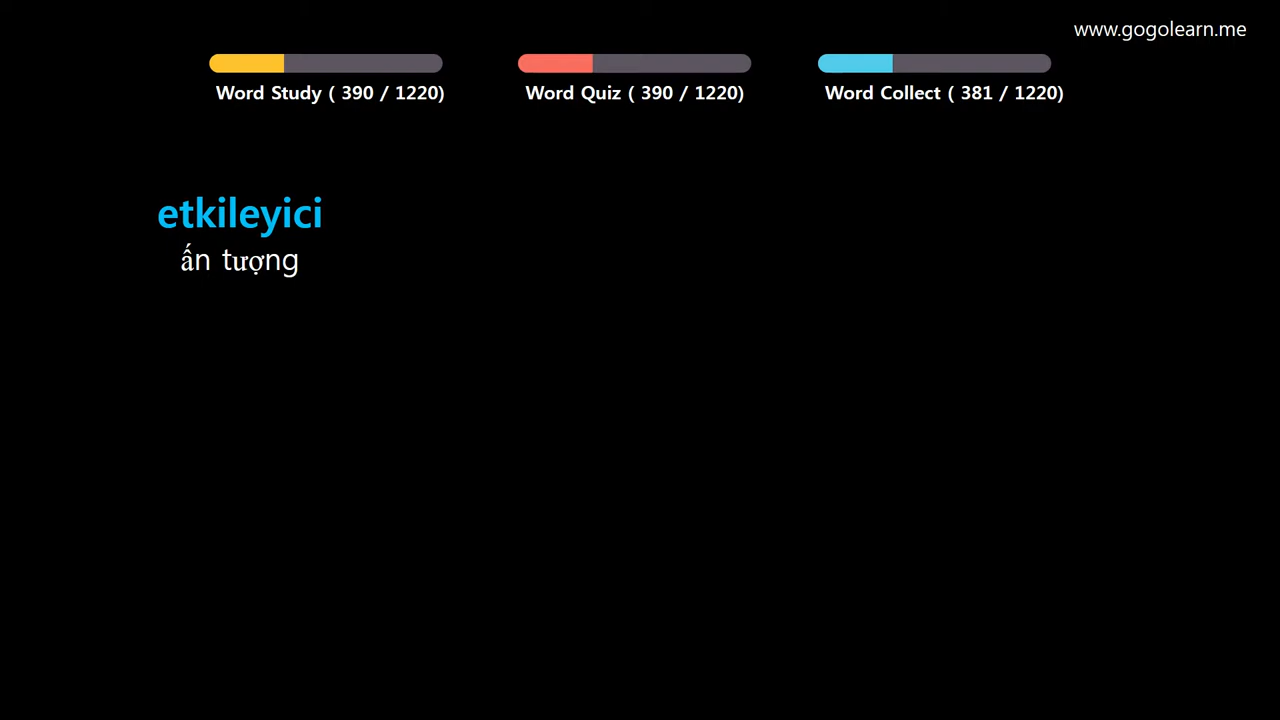 www.gogolearn.me
Word Study ( 390 / 1220)
Word Quiz ( 390 / 1220)
Word Collect ( 381 / 1220)
etkileyici
ấn tượng